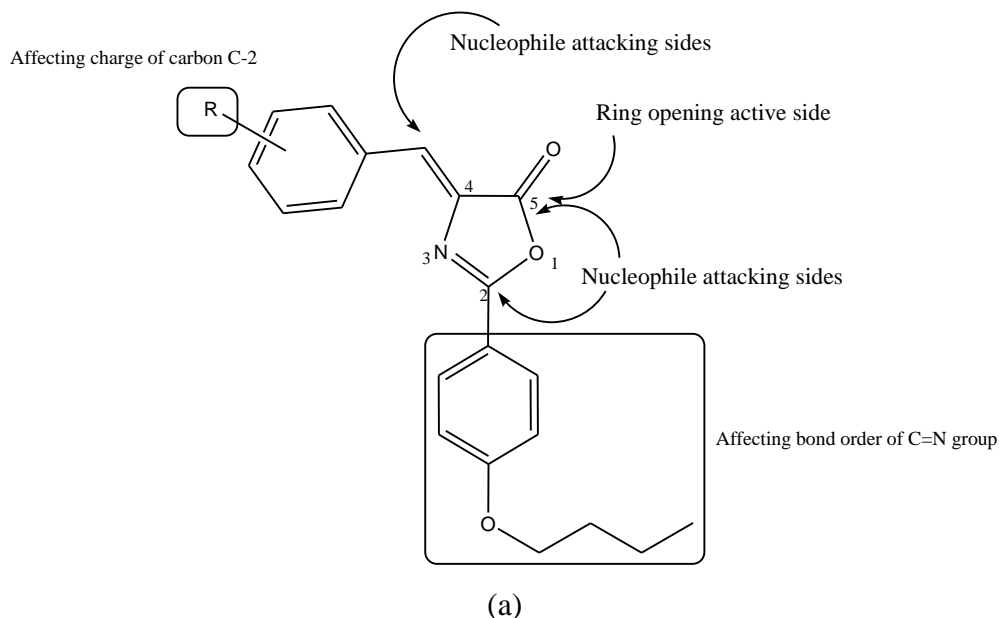 Nucleophile attacking sides
Affecting charge of carbon C-2
R
Ring opening active side
O
4
5
N
3
O
1
2
Nucleophile attacking sides
Affecting bond order of C=N group
O
(a)